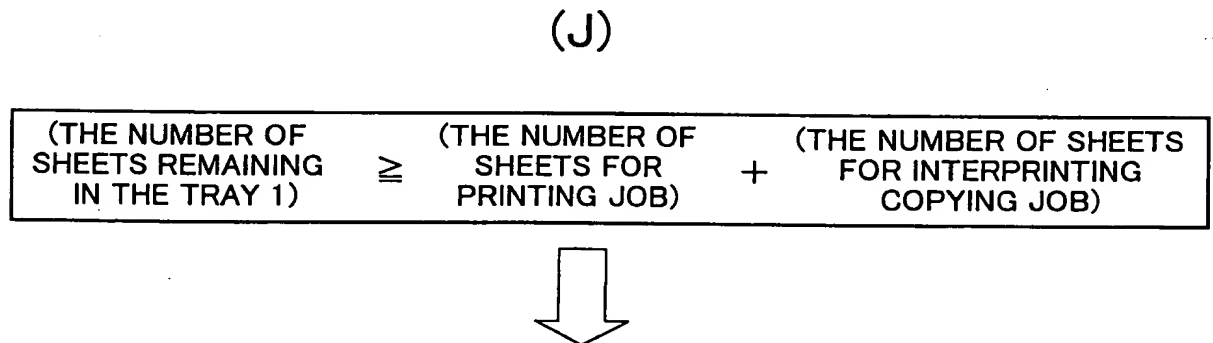 (J)
(THE NUMBER OF SHEETS REMAINING IN THE TRAY 1) ≧ (THE NUMBER OF SHEETS FOR PRINTING JOB) + (THE NUMBER OF SHEETS FOR INTERPRINTING COPYING JOB)